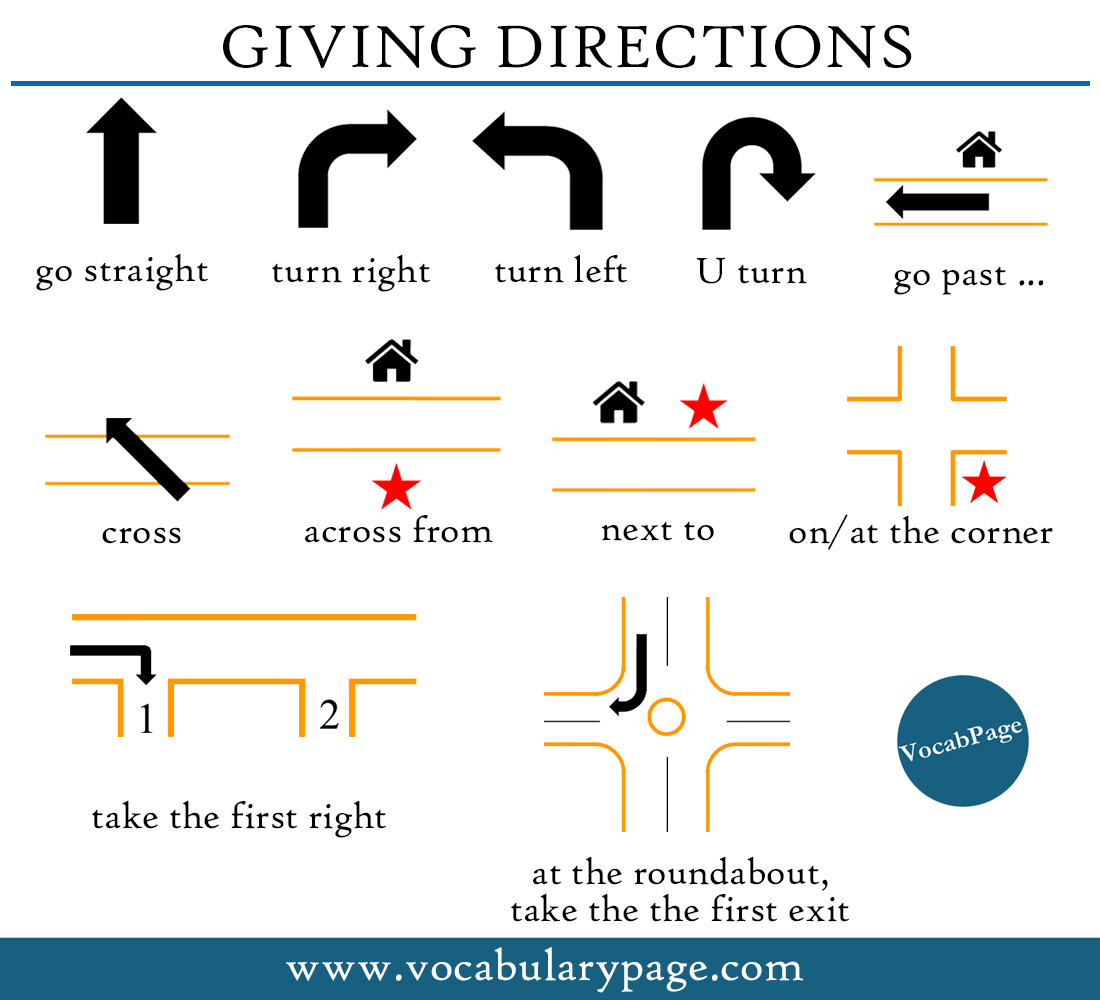 GIVING DIRECTIONS
go straight
turn right
turn left
U turn
go past ...
cross
across from
next to
on/at the corner
1
2
take the first right
at the roundabout,
take the the first exit
VocabPage
www.vocabularypage.com